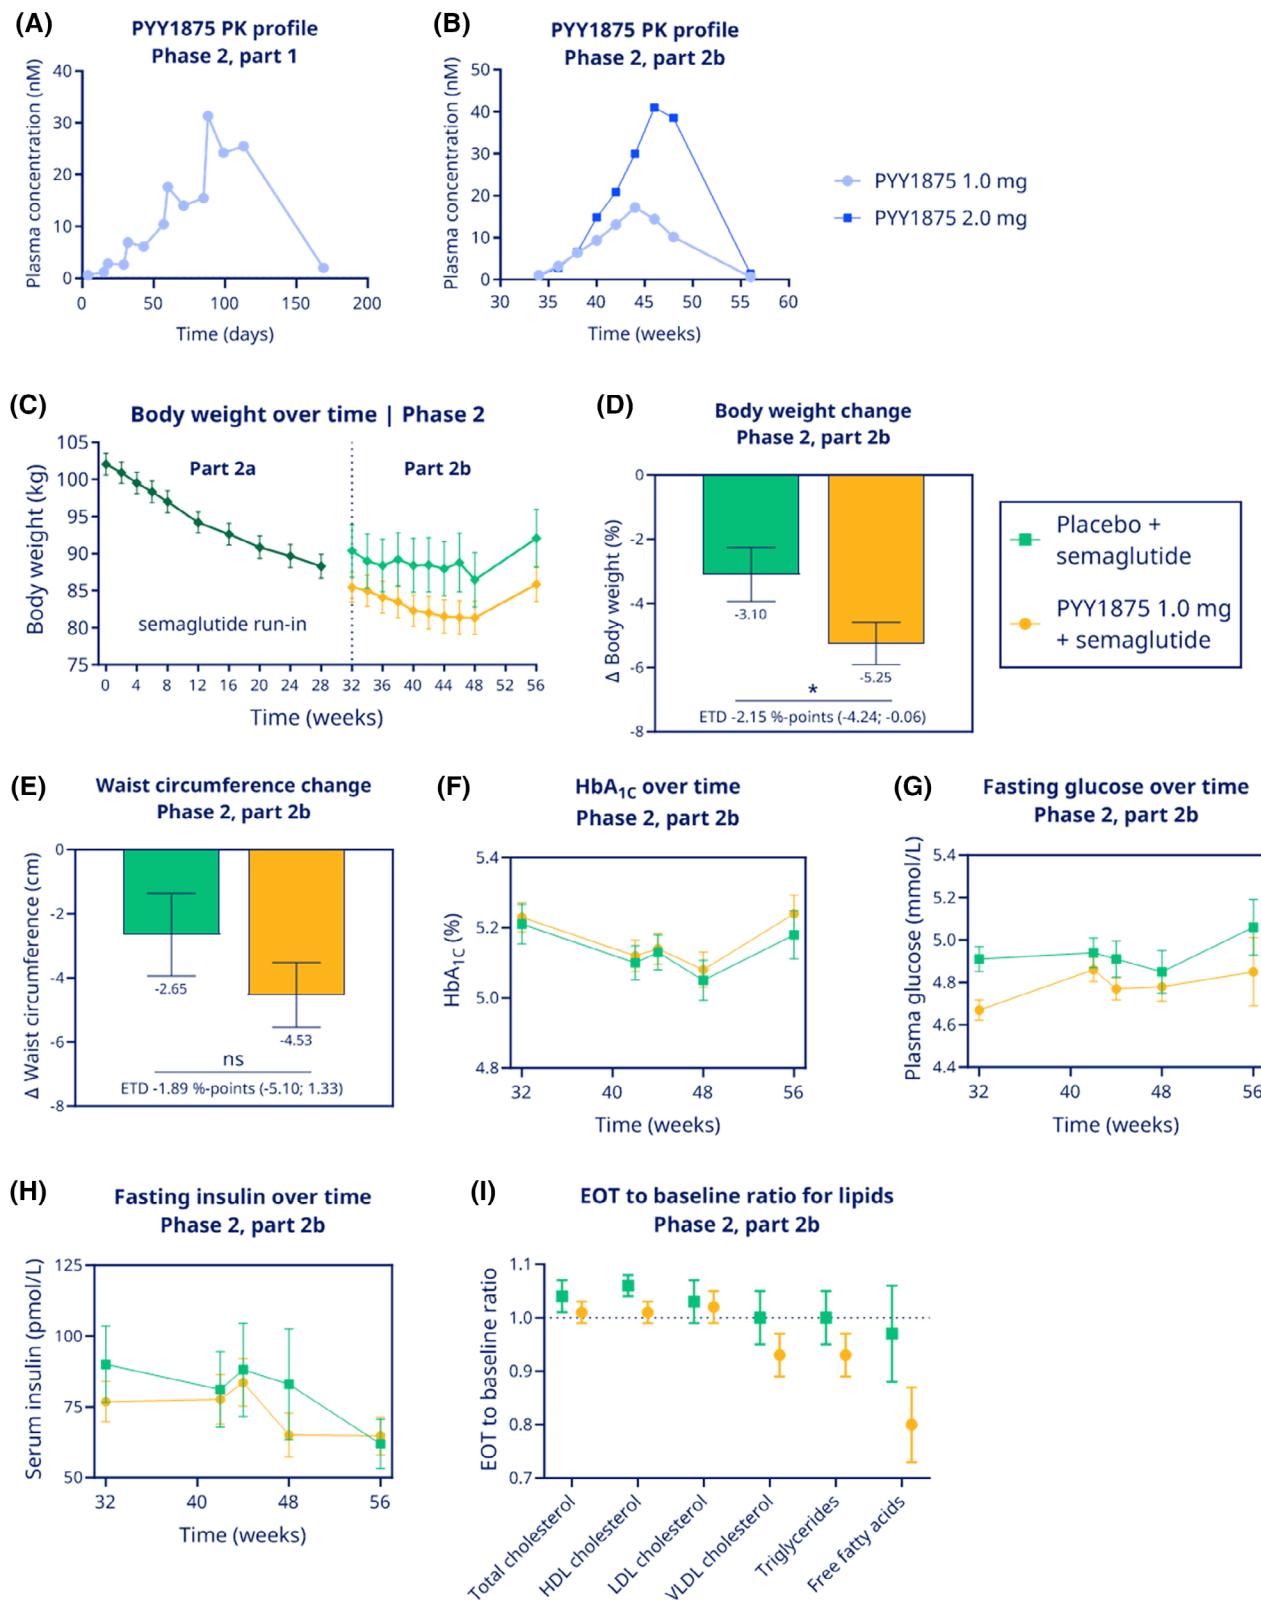 (A)
PYY1875 PK profile
Phase 2, part 1
Plasma concentration (nM)
40
30
20
10
0
0 50 100 150 200
Time (days)
(B)
PYY1875 PK profile
Phase 2, part 2b
Plasma concentration (nM)
50
40
30
20
10
0
30 35 40 45 50 55 60
Time (weeks)
PYY1875 1.0 mg
PYY1875 2.0 mg
(C)
Body weight over time | Phase 2
Part 2a
Part 2b
Body weight (kg)
105
100
95
90
85
80
75
semaglutide run-in
0 4 8 12 16 20 24 28 32 36 40 44 48 52 56
Time (weeks)
(D)
Body weight change
Phase 2, part 2b
Δ Body weight (%)
0
-2
-4
-6
-8
-3.10
-5.25
*
ETD -2.15 %-points (-4.24; -0.06)
Placebo +
semaglutide
PYY1875 1.0 mg
+ semaglutide
(E)
Waist circumference change
Phase 2, part 2b
Δ Waist circumference (cm)
0
-2
-4
-6
-8
-2.65
-4.53
ns
ETD -1.89 %-points (-5.10; 1.33)
(F)
HbA1C over time
Phase 2, part 2b
HbA1C (%)
5.4
5.2
5.0
4.8
32 40 48 56
Time (weeks)
(G)
Fasting glucose over time
Phase 2, part 2b
Plasma glucose (mmol/L)
5.4
5.2
5.0
4.8
4.6
4.4
32 40 48 56
Time (weeks)
(H)
Fasting insulin over time
Phase 2, part 2b
Serum insulin (pmol/L)
125
100
75
50
32 40 48 56
Time (weeks)
(I)
EOT to baseline ratio for lipids
Phase 2, part 2b
EOT to baseline ratio
1.1
1.0
0.9
0.8
0.7
Total cholesterol
HDL cholesterol
LDL cholesterol
VLDL cholesterol
Triglycerides
Free fatty acids